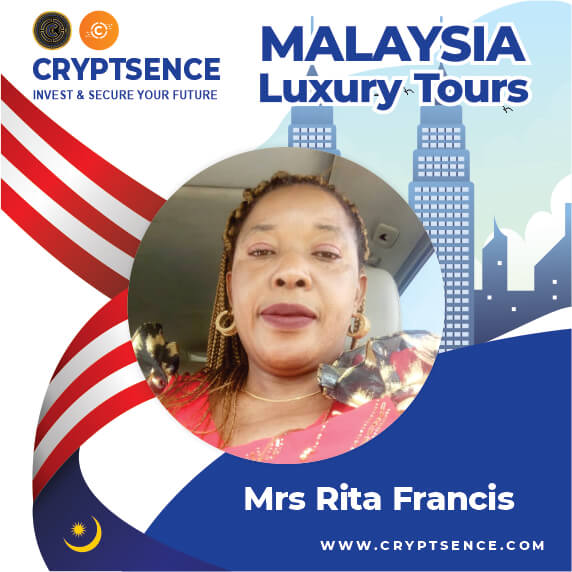 CRYPTSENCE
INVEST & SECURE YOUR FUTURE
MALAYSIA
Luxury Tours
Mrs Rita Francis
WWW.CRYPTSENCE.COM